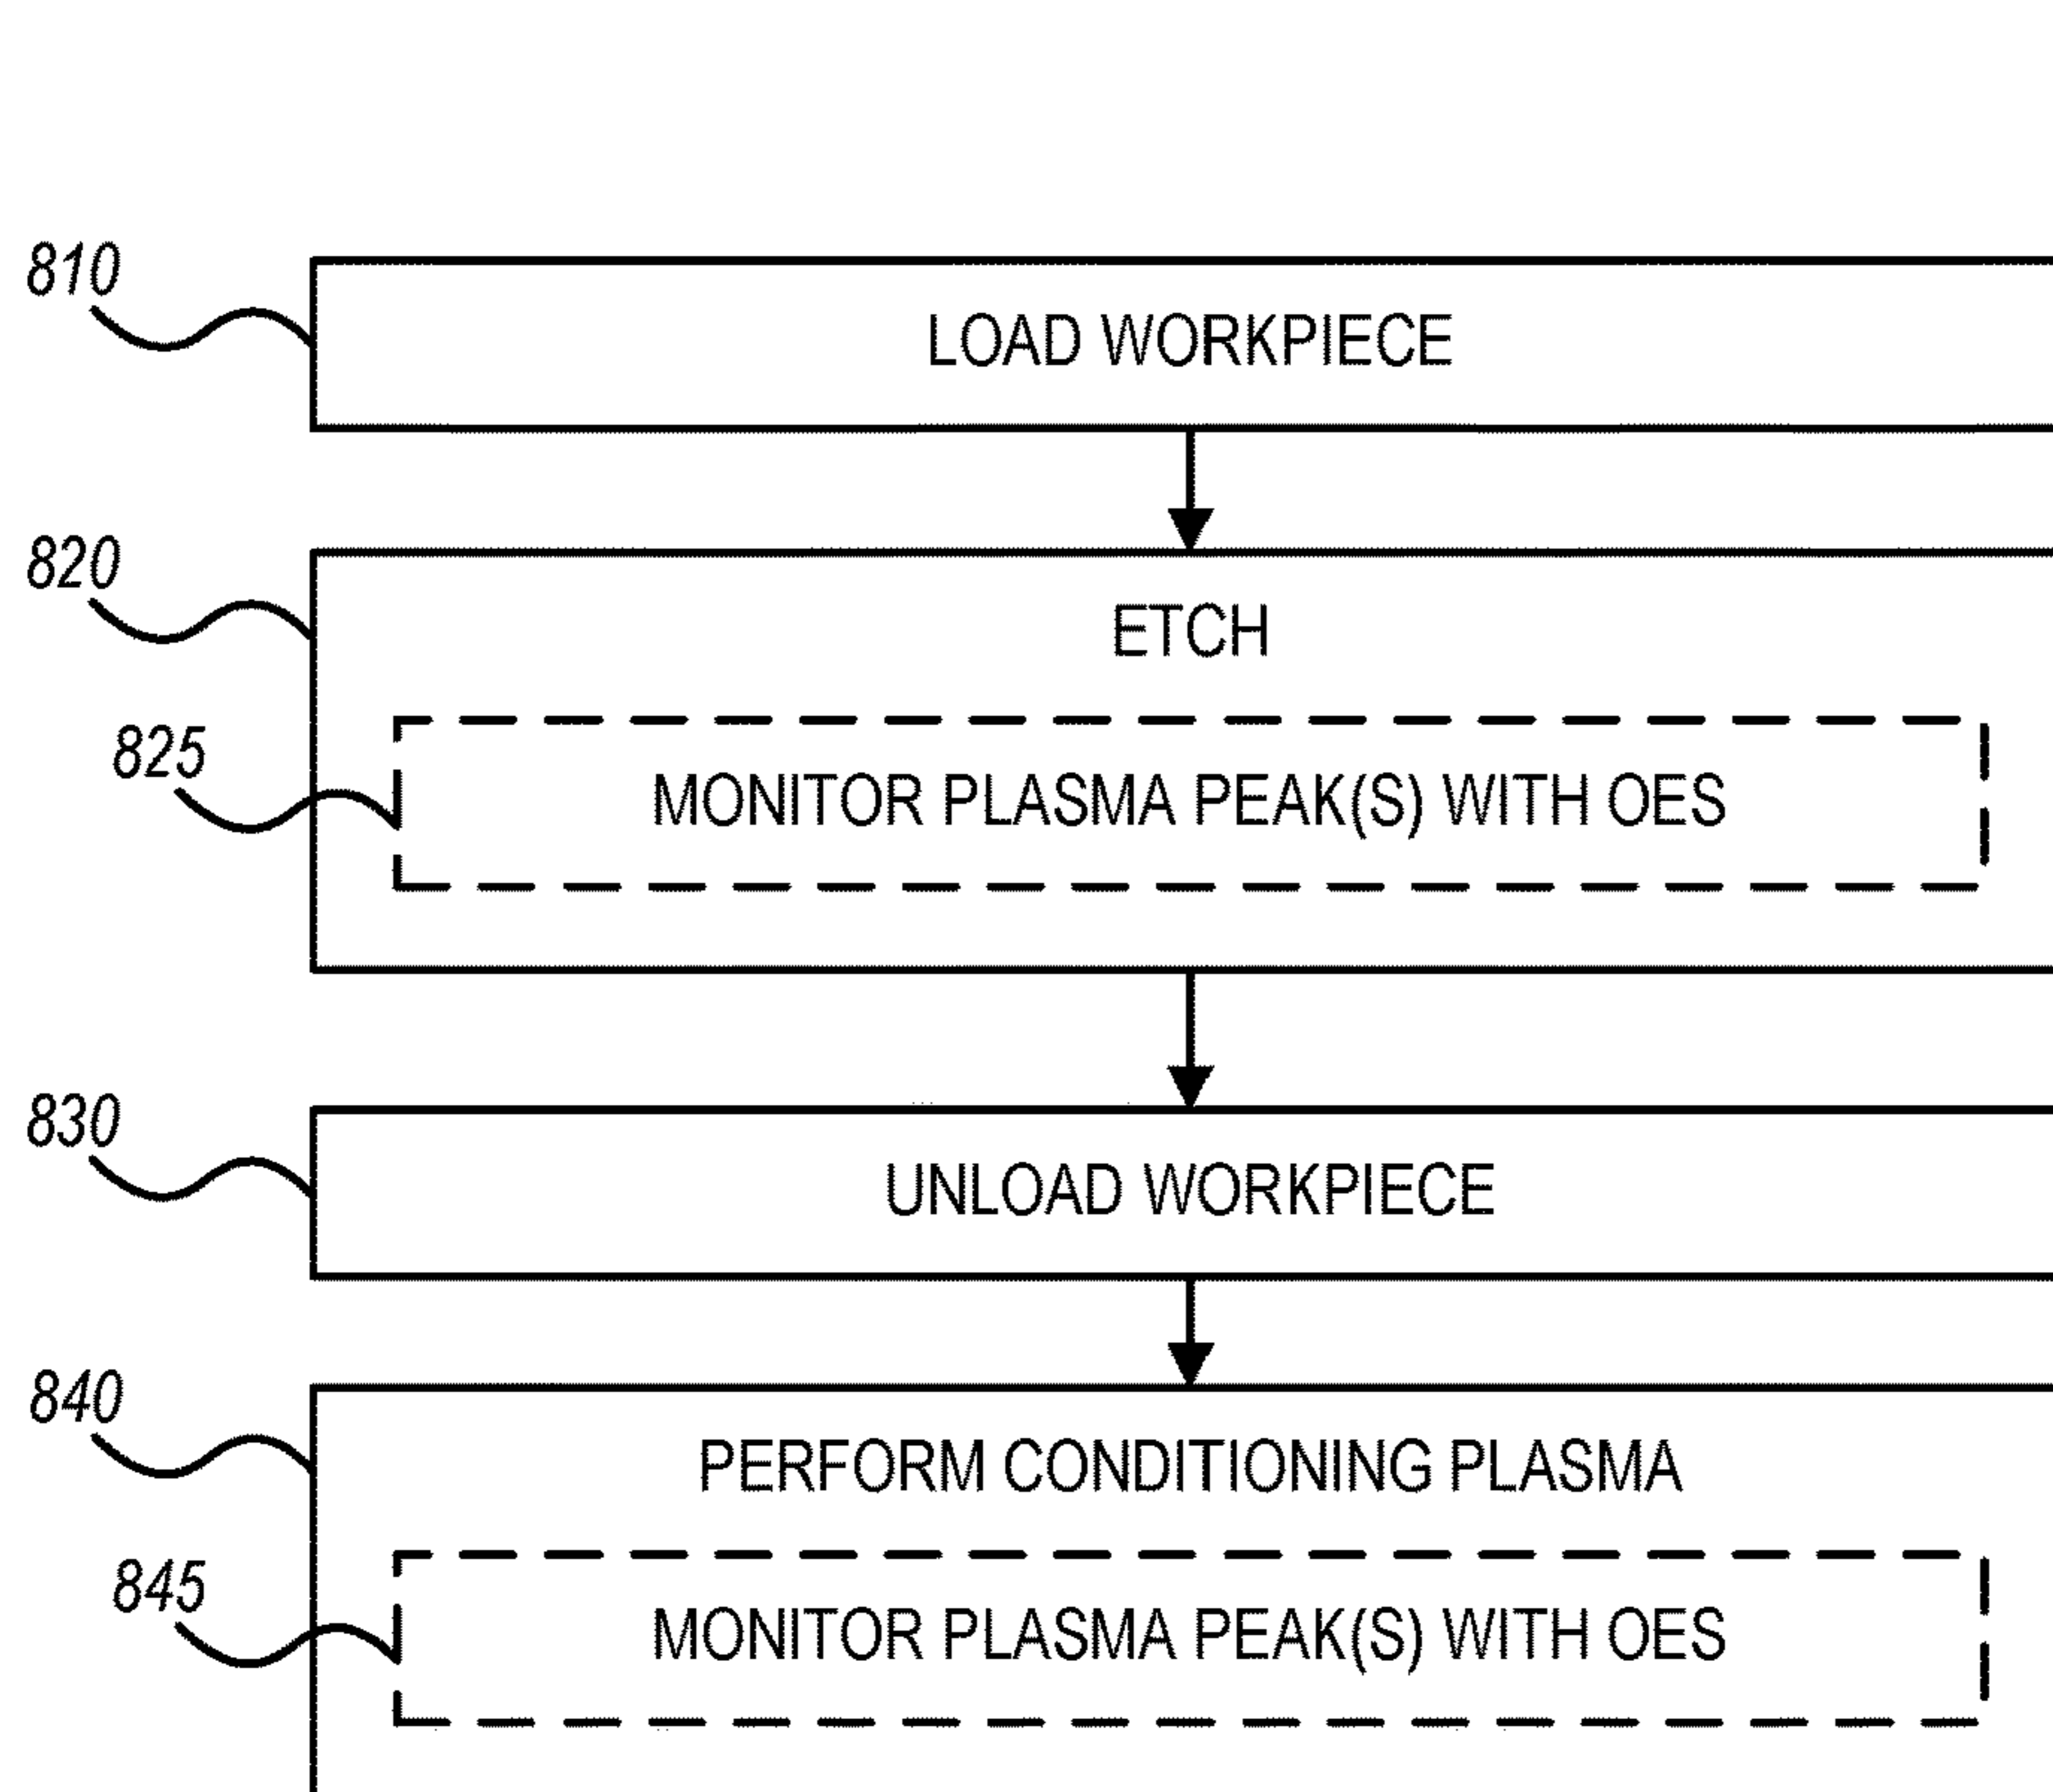 810
LOAD WORKPIECE
820
ETCH
825
MONITOR PLASMA PEAK(S) WITH OES
830
UNLOAD WORKPIECE
840
PERFORM CONDITIONING PLASMA
845
MONITOR PLASMA PEAK(S) WITH OES